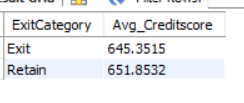 ExitCategory Avg_Creditscore
Exit 645.3515
Retain 651.8532